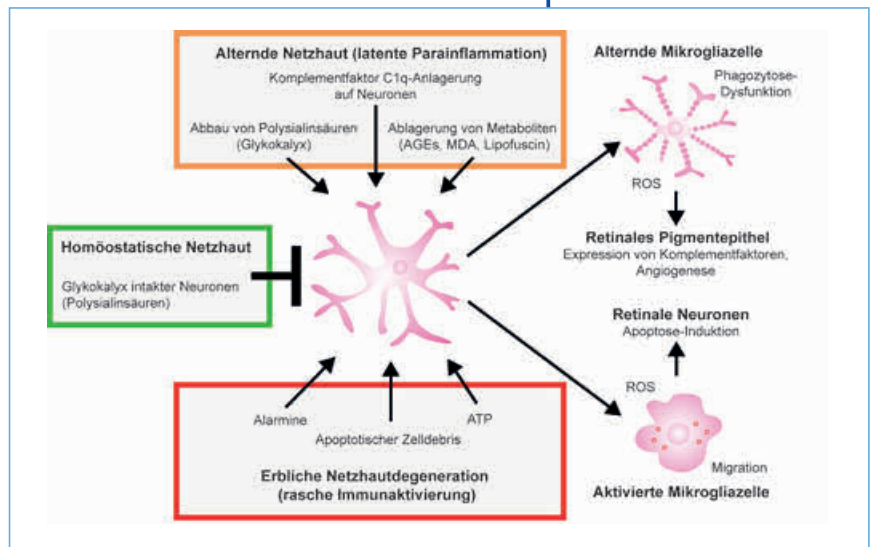 Alternde Netzhaut (latente Parainflammation)
Komplementfaktor C1q-Anlagerung
auf Neuronen
Abbau von Polysialinsäuren
(Glykokalyx)
Ablagerung von Metaboliten
(AGEs, MDA, Lipofuscin)
Alternde Mikrogliazelle
Phagozytose-
Dysfunktion
ROS
Retinales Pigmentepithel
Expression von Komplementfaktoren,
Angiogenese
Homöostatische Netzhaut
Glykokalyx intakter Neuronen
(Polysialinsäuren)
Retinale Neuronen
Apoptose-Induktion
ROS
Migration
Aktivierte Mikrogliazelle
Alarmine
Apoptotischer Zelldebris
ATP
Erbliche Netzhautdegeneration
(rasche Immunaktivierung)